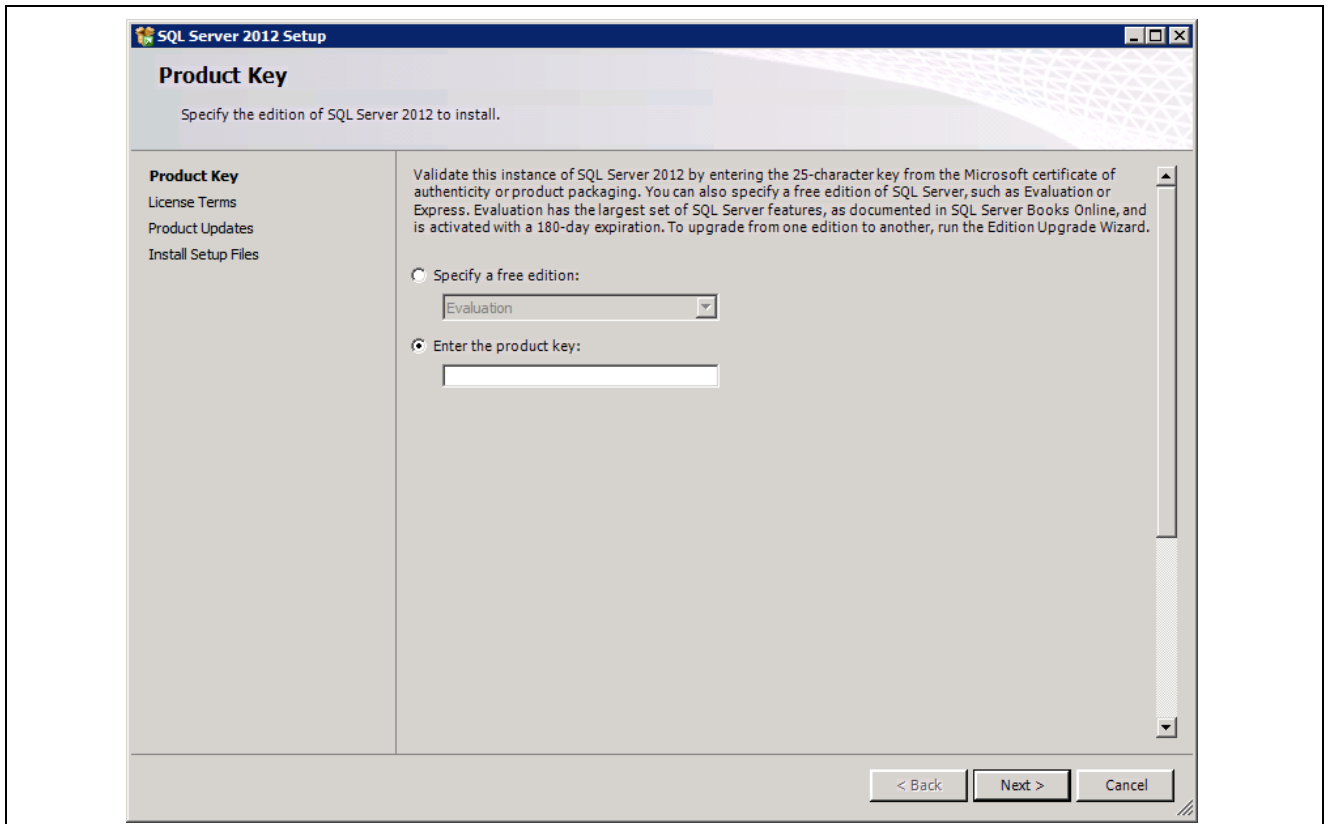 SQL Server 2012 Setup
Product Key
Specify the edition of SQL Server 2012 to install.
Product Key
License Terms
Product Updates
Install Setup Files
Validate this instance of SQL Server 2012 by entering the 25-character key from the Microsoft certificate of
authenticity or product packaging. You can also specify a free edition of SQL Server, such as Evaluation or
Express. Evaluation has the largest set of SQL Server features, as documented in SQL Server Books Online, and
is activated with a 180-day expiration. To upgrade from one edition to another, run the Edition Upgrade Wizard.
Specify a free edition:
Evaluation
Enter the product key:
< Back
Next >
Cancel